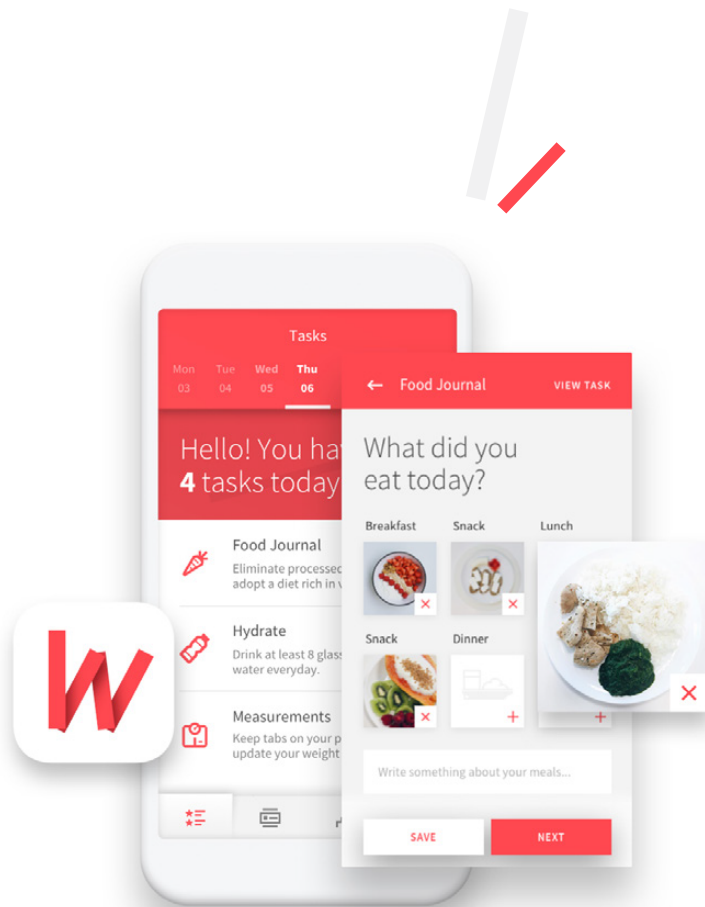 Tasks
Mon Tue Wed Thu
03 04 05 06
Hello! You
4 tasks today
Food Journal
Eliminate processed
adopt a diet rich in
Hydrate
Drink at least 8
water everyday.
Measurements
Keep tabs on your
update your weight
W
← Food Journal VIEW TASK
What did you
eat today?
Breakfast Snack Lunch
Snack Dinner
Write something about your meals...
SAVE NEXT